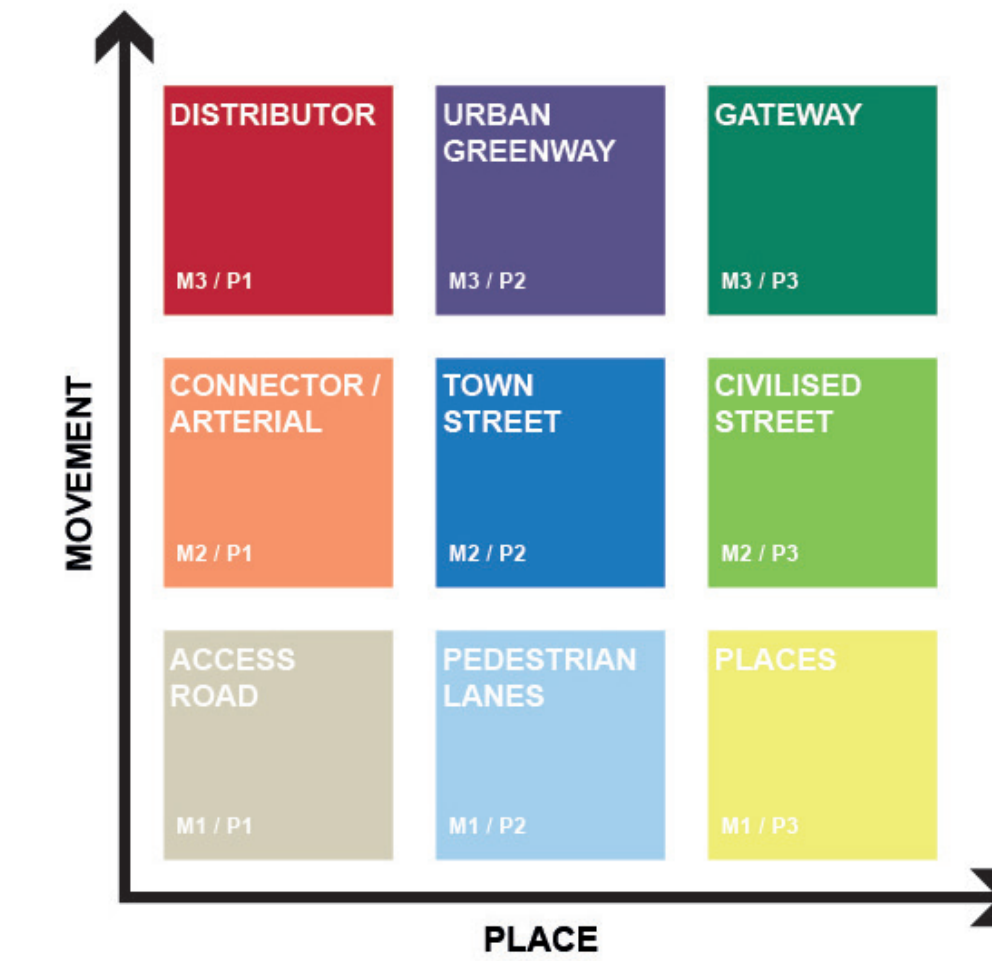 DISTRIBUTOR
M3 / P1
URBAN
GREENWAY
M3 / P2
GATEWAY
M3 / P3
CONNECTOR /
ARTERIAL
M2 / P1
TOWN
STREET
M2 / P2
CIVILISED
STREET
M2 / P3
ACCESS
ROAD
M1 / P1
PEDESTRIAN
LANES
M1 / P2
PLACES
M1 / P3
MOVEMENT
PLACE